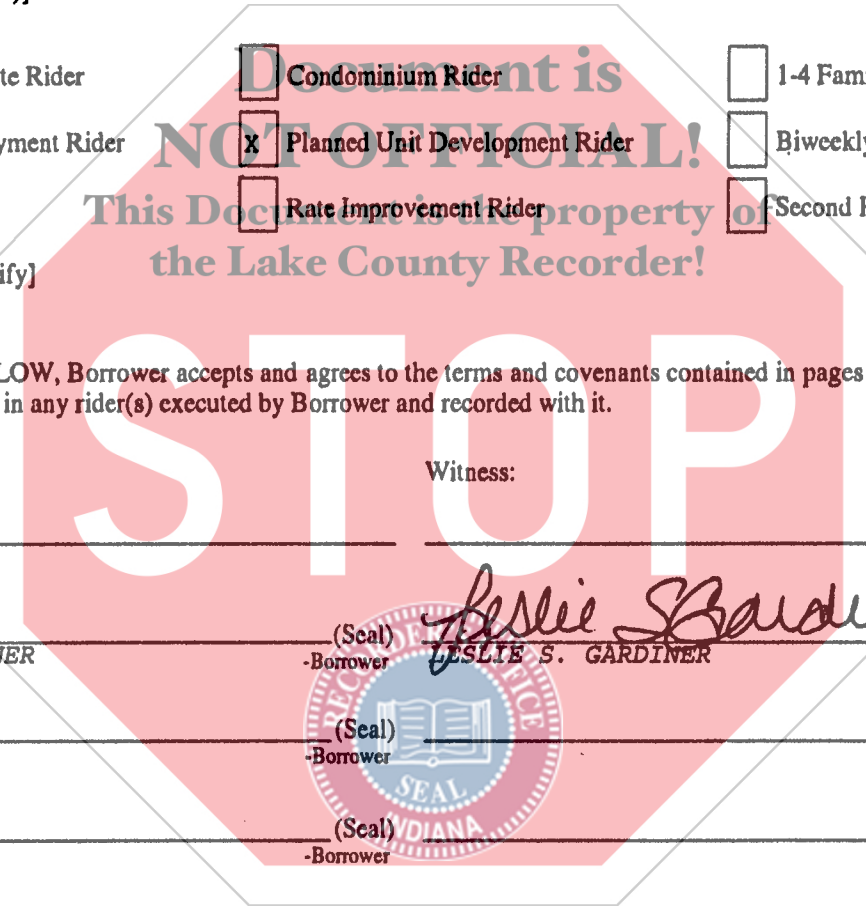 )]
te Rider Condominium Rider 1-4 Fam
yment Rider X Planned Unit Development Rider Biweekly
Rate Improvement Rider Second
ify]
Document is
NOT OFFICIAL!
This Document is the property of
the Lake County Recorder!
LOW, Borrower accepts and agrees to the terms and covenants contained in pages
in any rider(s) executed by Borrower and recorded with it.
STOP
Witness:
Leslie S Gardi
(Seal)
NER -Borrower LESLIE S. GARDINER
(Seal)
-Borrower
(Seal)
-Borrower
RECORDER OFFICE
SEAL
INDIANA